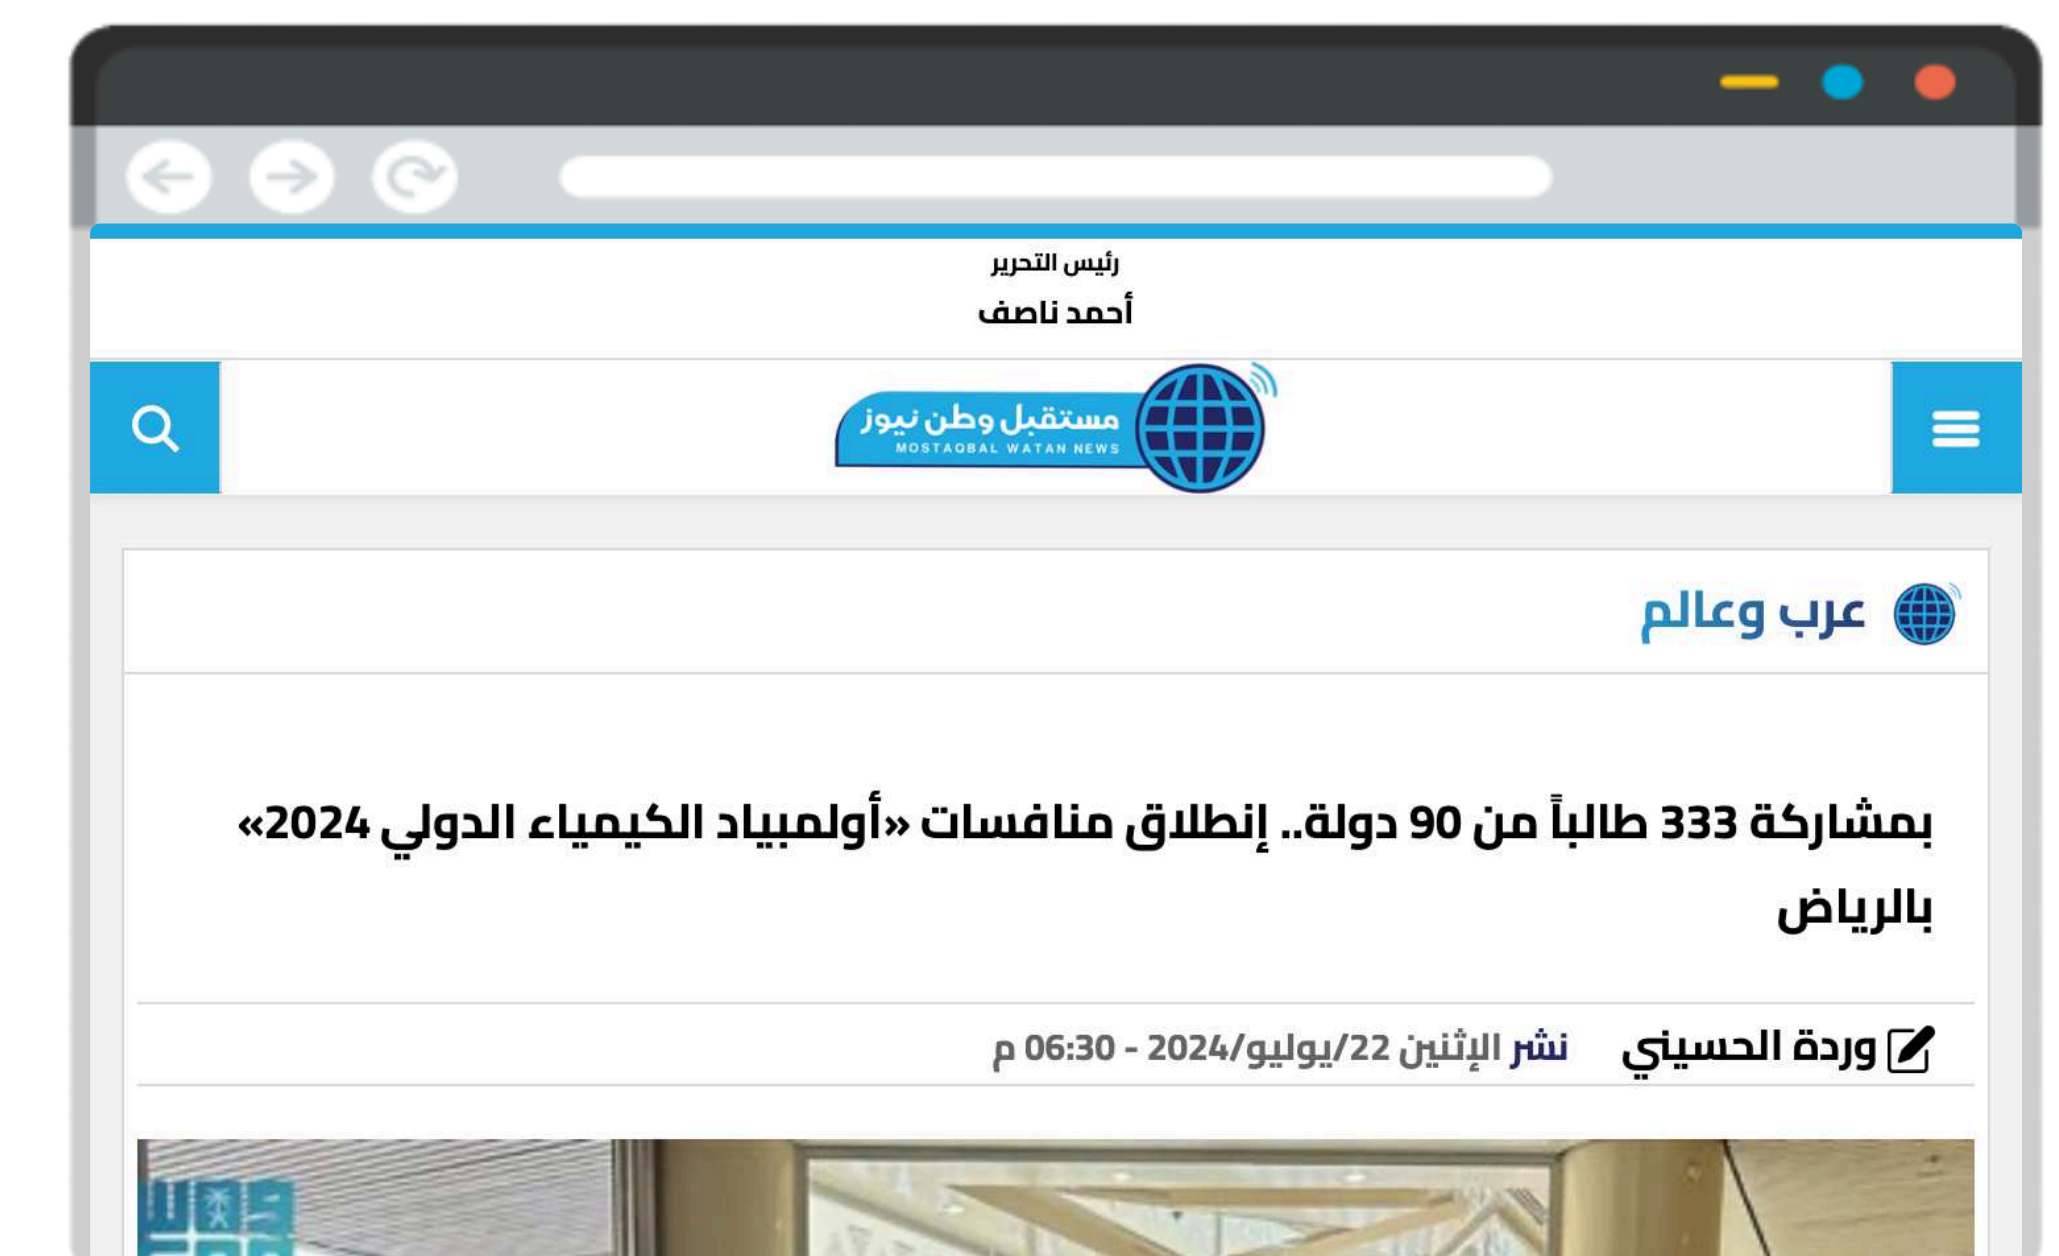 رئيس التحرير
أحمد ناصف
مستقبل وطن نيوز
MOSTAQBAL WATAN NEWS
عرب وعالم
بمشاركة 333 طالباً من 90 دولة.. إنطلاق منافسات «أولمبياد الكيمياء الدولي 2024»
بالرياض
وردة الحسيني نشر الإثنين 22/يوليو/2024 - 06:30 م